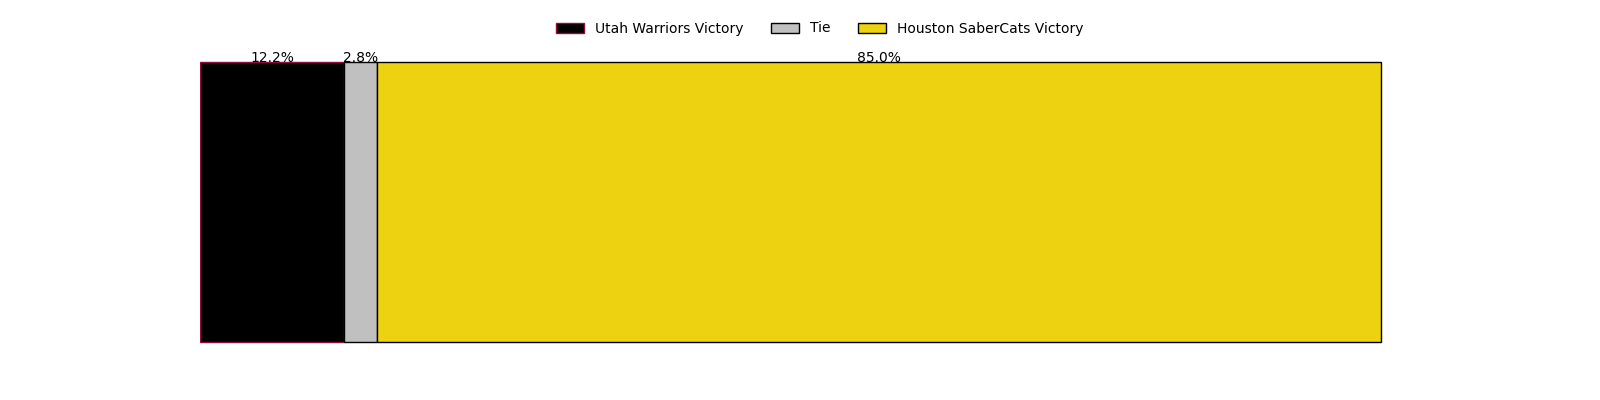 Utah Warriors Victory Tie Houston SaberCats Victory
12.2% 2.8% 85.0%